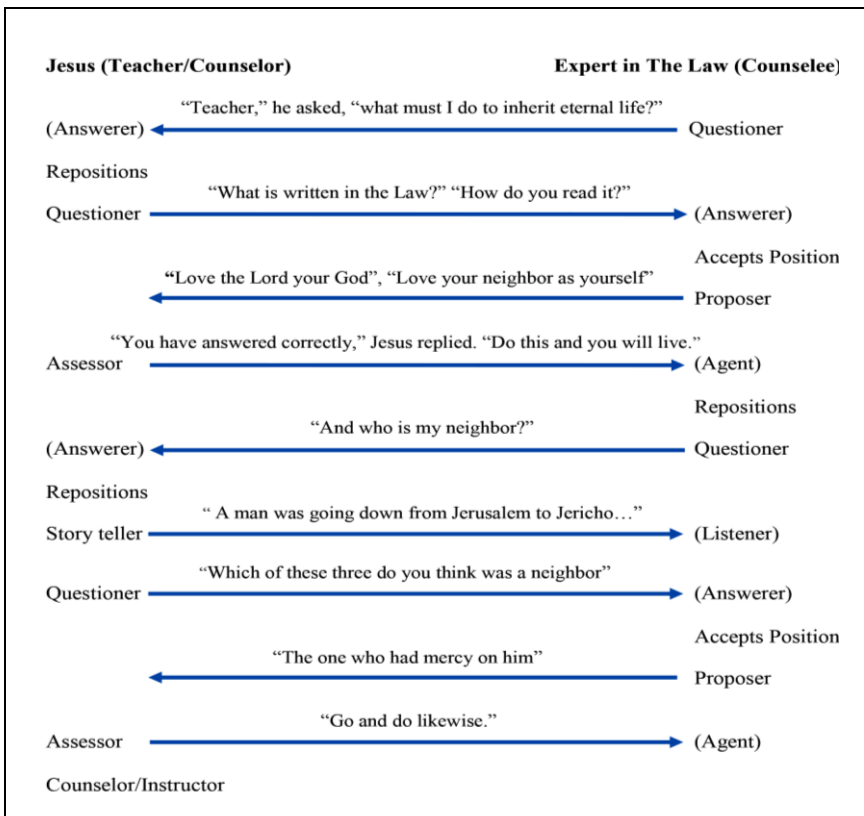 Jesus (Teacher/Counselor) Expert in The Law (Counselee)
“Teacher,” he asked, “what must I do to inherit eternal life?”
(Answerer) Questioner
Repositions
“What is written in the Law?” “How do you read it?”
Questioner (Answerer)
Accepts Position
“Love the Lord your God”, “Love your neighbor as yourself”
Proposer
“You have answered correctly,” Jesus replied. “Do this and you will live.”
Assessor (Agent)
Repositions
“And who is my neighbor?”
(Answerer) Questioner
Repositions
“ A man was going down from Jerusalem to Jericho…”
Story teller (Listener)
“Which of these three do you think was a neighbor”
Questioner (Answerer)
Accepts Position
“The one who had mercy on him”
Proposer
“Go and do likewise.”
Assessor (Agent)
Counselor/Instructor